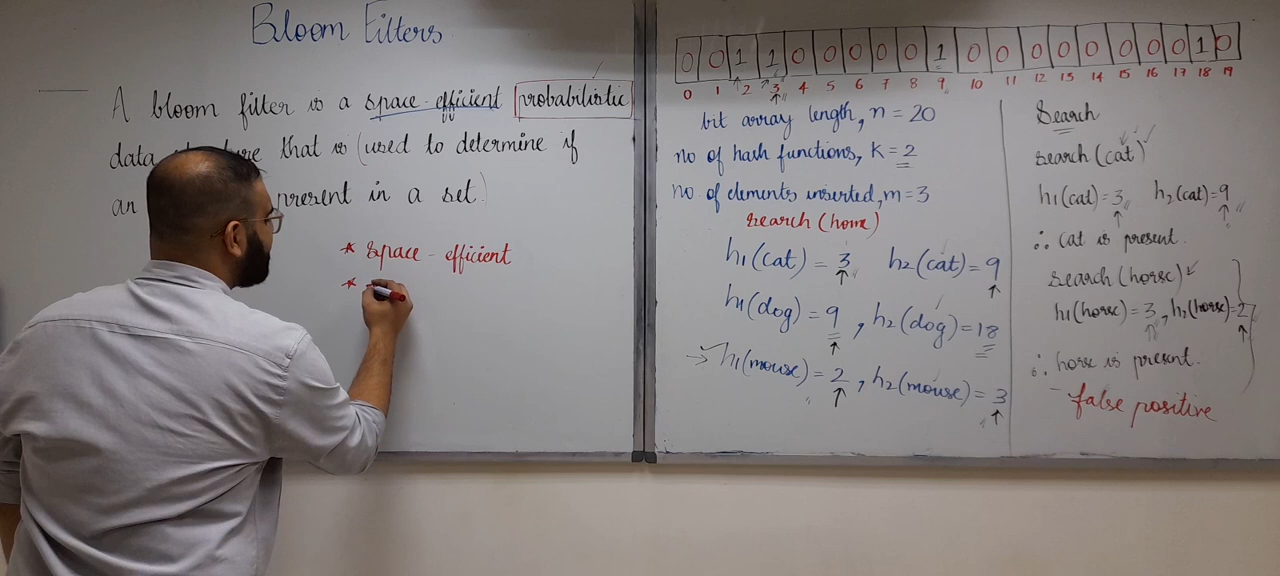 Bloom Filters
A bloom filter is a space-efficient probabilistic
data structure that is (used to determine if
an present in a set)
* space-efficient
*
0 0 1 1 0 0 0 0 0 1 0 0 0 0 0 0 0 0 1 0
0 1 2 3 4 5 6 7 8 9 10 11 12 13 14 15 16 17 18 19
bit array length, n = 20
no of hash functions, K = 2
no. of elements inserted, m = 3
search (home)
h1(cat) = 3 h2(cat) = 9
h1(dog) = 9, h2(dog) = 18
→ h1(mouse) = 2, h2(mouse) = 3
Search
search (cat)
h1(cat) = 3 h2(cat) = 9
∴ cat is present.
search (horse)
h1(horse) = 3, h2(horse) = 2
∴ horse is present.
- false positive